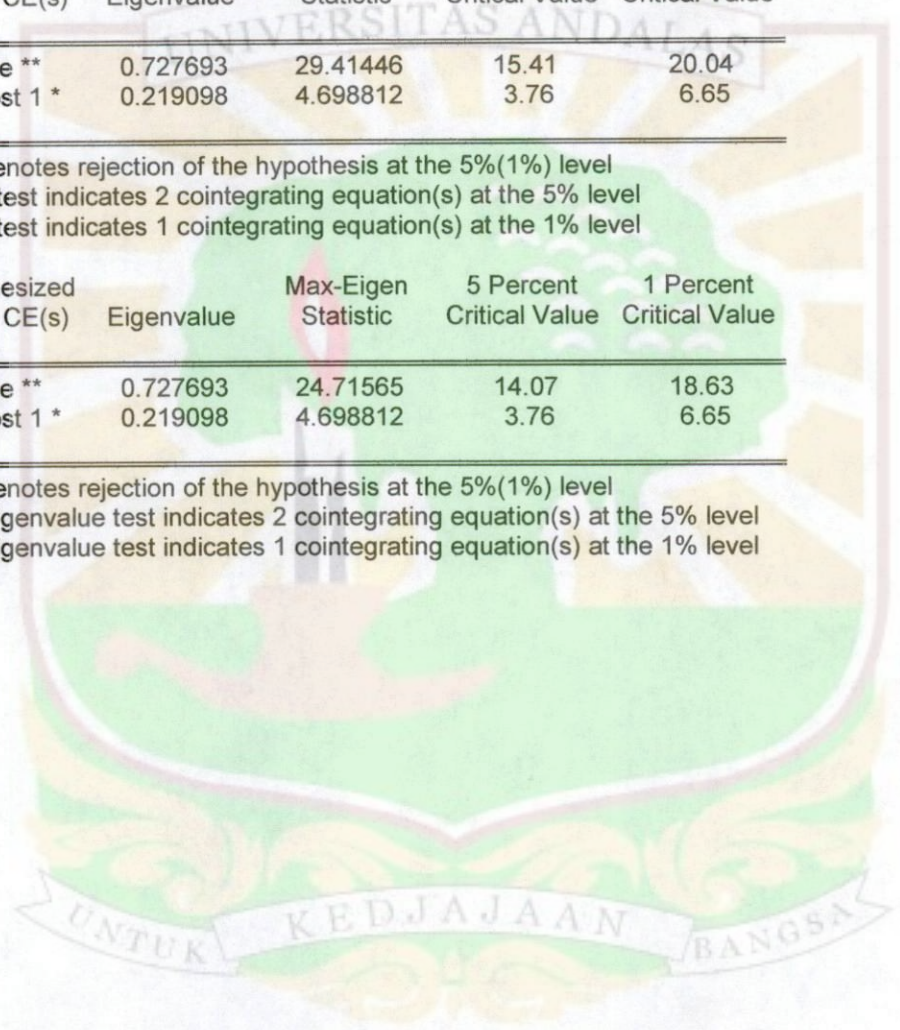 CE(s) Eigenvalue Statistic Critical Value Critical Value
UNIVERSITAS ANDALAS
e ** 0.727693 29.41446 15.41 20.04
st 1 * 0.219098 4.698812 3.76 6.65
enotes rejection of the hypothesis at the 5%(1%) level
test indicates 2 cointegrating equation(s) at the 5% level
test indicates 1 cointegrating equation(s) at the 1% level
esized Max-Eigen 5 Percent 1 Percent
CE(s) Eigenvalue Statistic Critical Value Critical Value
e ** 0.727693 24.71565 14.07 18.63
st 1 * 0.219098 4.698812 3.76 6.65
enotes rejection of the hypothesis at the 5%(1%) level
genvalue test indicates 2 cointegrating equation(s) at the 5% level
genvalue test indicates 1 cointegrating equation(s) at the 1% level
UNTUK KEDJAJAAN BANGSA